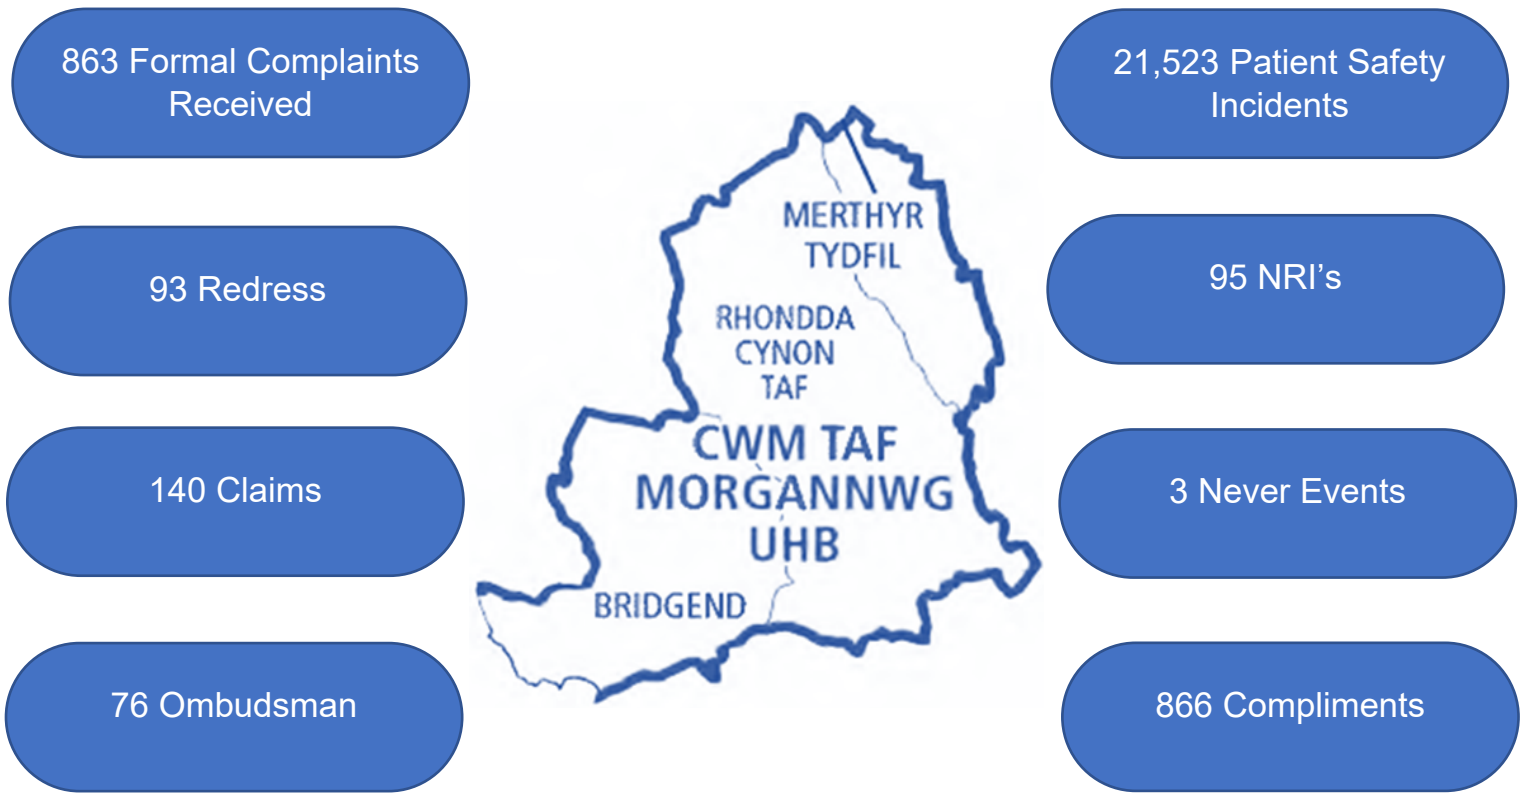 863 Formal Complaints
Received
93 Redress
140 Claims
76 Ombudsman
MERTHYR
TYDFIL
RHONDDA
CYNON
TAF
CWM TAF
MORGANNWG
UHB
BRIDGEND
21,523 Patient Safety
Incidents
95 NRI’s
3 Never Events
866 Compliments